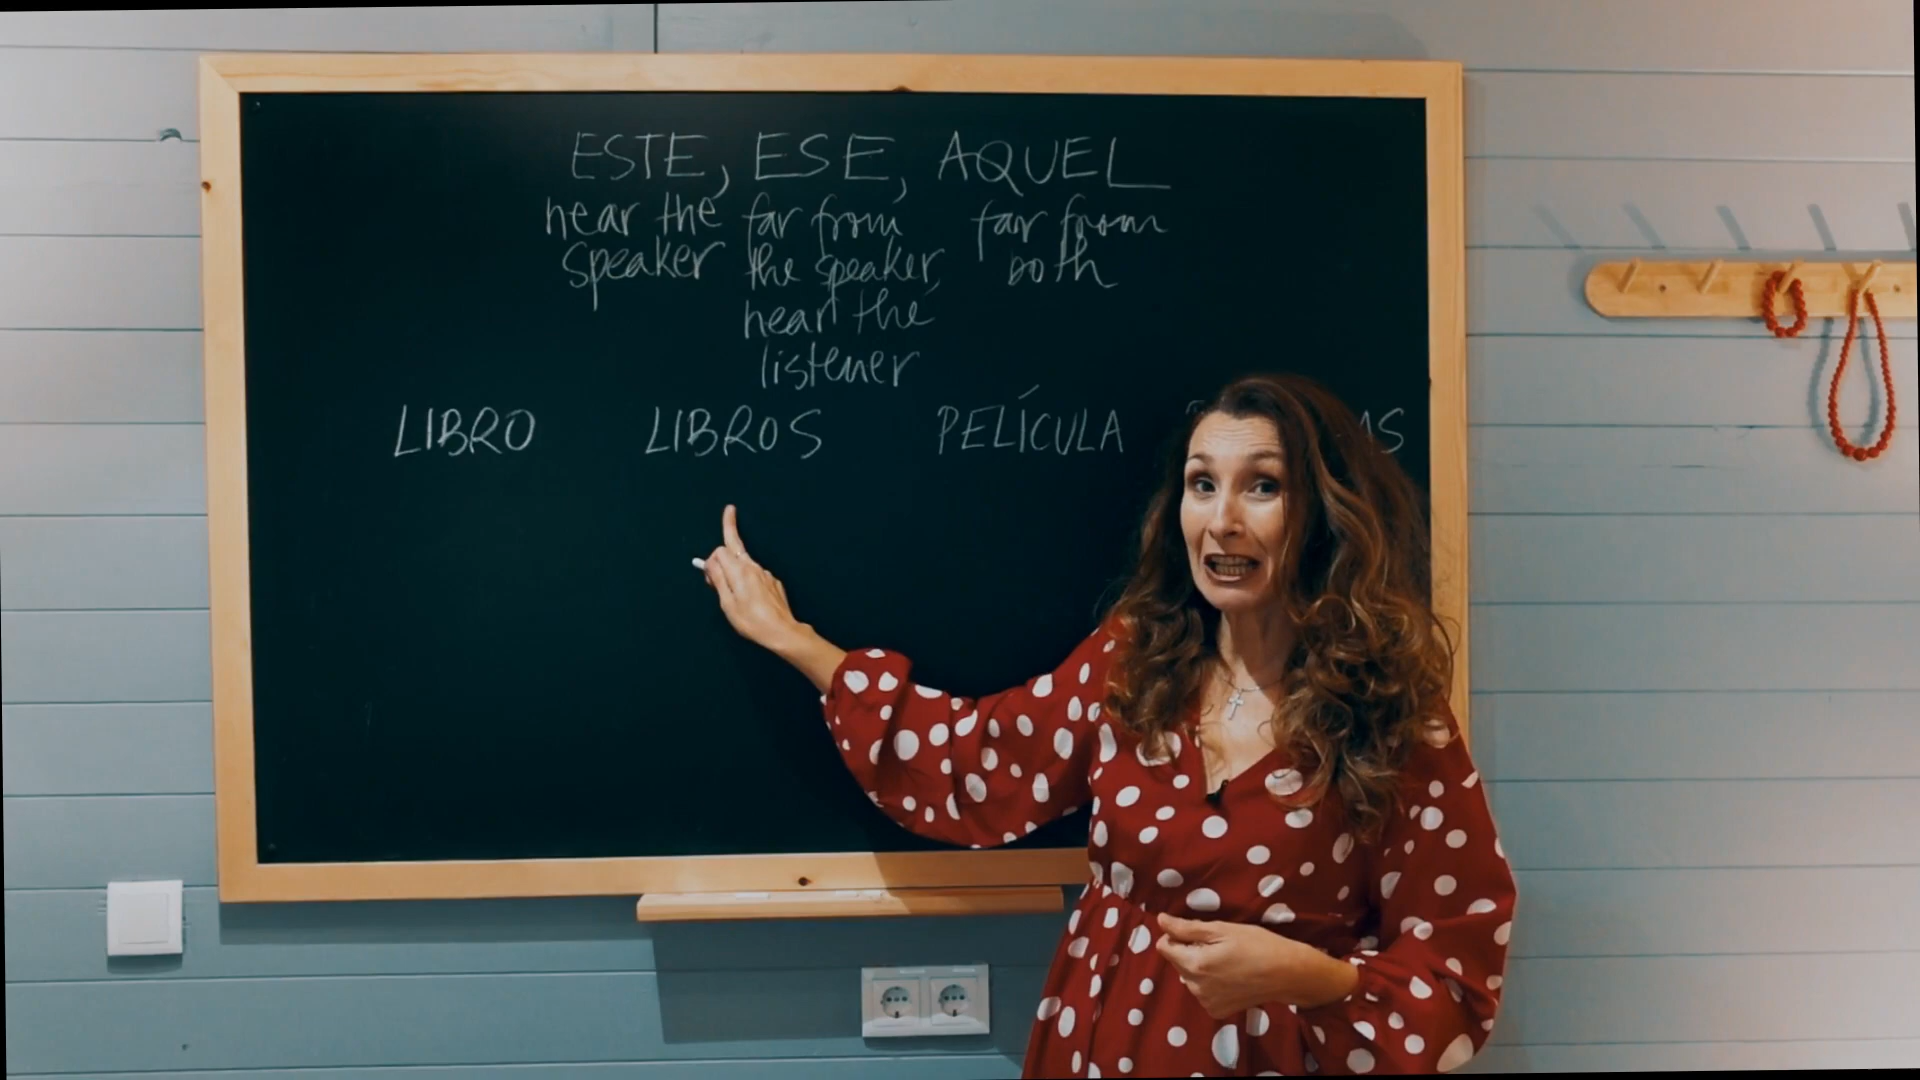 ESTE, ESE, AQUEL
near the far from far from
speaker the speaker, both
near the
listener
LIBRO LIBROS PELÍCULA